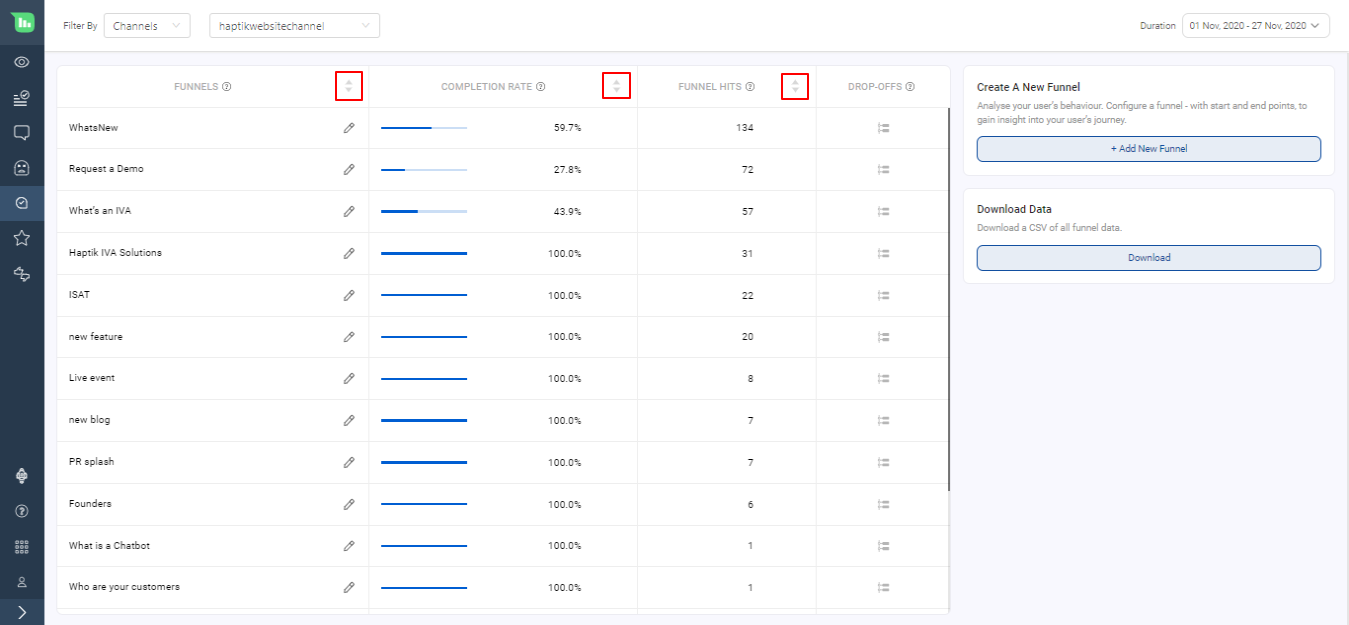 Filter By Channels haptikwebsitechannel Duration 01 Nov, 2020 - 27 Nov, 2020
FUNNELS COMPLETION RATE FUNNEL HITS DROP-OFFS
WhatsNew 59.7% 134
Request a Demo 27.8% 72
What's an IVA 43.9% 57
Haptik IVA Solutions 100.0% 31
ISAT 100.0% 22
new feature 100.0% 20
Live event 100.0% 8
new blog 100.0% 7
PR splash 100.0% 7
Founders 100.0% 6
What is a Chatbot 100.0% 1
Who are your customers 100.0% 1
Create A New Funnel
Analyse your user's behaviour. Configure a funnel - with start and end points, to
gain insight into your user's journey.
+ Add New Funnel
Download Data
Download a CSV of all funnel data.
Download